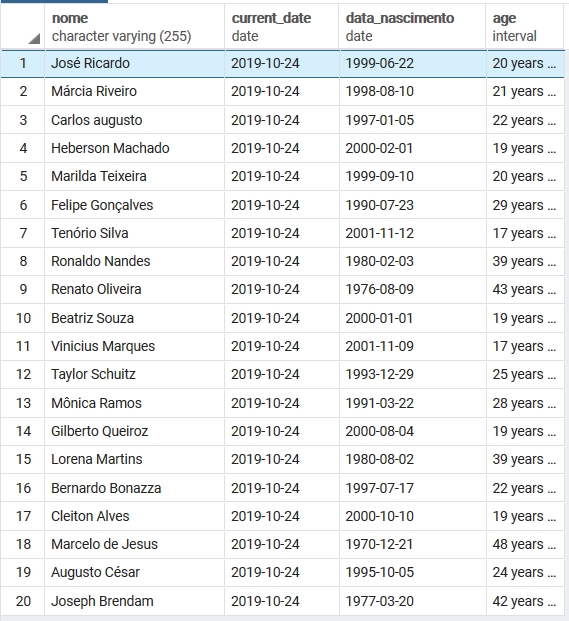 nome current_date data_nascimento age
character varying (255) date date interval
1 José Ricardo 2019-10-24 1999-06-22 20 years ...
2 Márcia Riveiro 2019-10-24 1998-08-10 21 years ...
3 Carlos augusto 2019-10-24 1997-01-05 22 years ...
4 Heberson Machado 2019-10-24 2000-02-01 19 years ...
5 Marilda Teixeira 2019-10-24 1999-09-10 20 years ...
6 Felipe Gonçalves 2019-10-24 1990-07-23 29 years ...
7 Tenório Silva 2019-10-24 2001-11-12 17 years ...
8 Ronaldo Nandes 2019-10-24 1980-02-03 39 years ...
9 Renato Oliveira 2019-10-24 1976-08-09 43 years ...
10 Beatriz Souza 2019-10-24 2000-01-01 19 years ...
11 Vinicius Marques 2019-10-24 2001-11-09 17 years ...
12 Taylor Schuitz 2019-10-24 1993-12-29 25 years ...
13 Mônica Ramos 2019-10-24 1991-03-22 28 years ...
14 Gilberto Queiroz 2019-10-24 2000-08-04 19 years ...
15 Lorena Martins 2019-10-24 1980-08-02 39 years ...
16 Bernardo Bonazza 2019-10-24 1997-07-17 22 years ...
17 Cleiton Alves 2019-10-24 2000-10-10 19 years ...
18 Marcelo de Jesus 2019-10-24 1970-12-21 48 years ...
19 Augusto César 2019-10-24 1995-10-05 24 years ...
20 Joseph Brendam 2019-10-24 1977-03-20 42 years ...